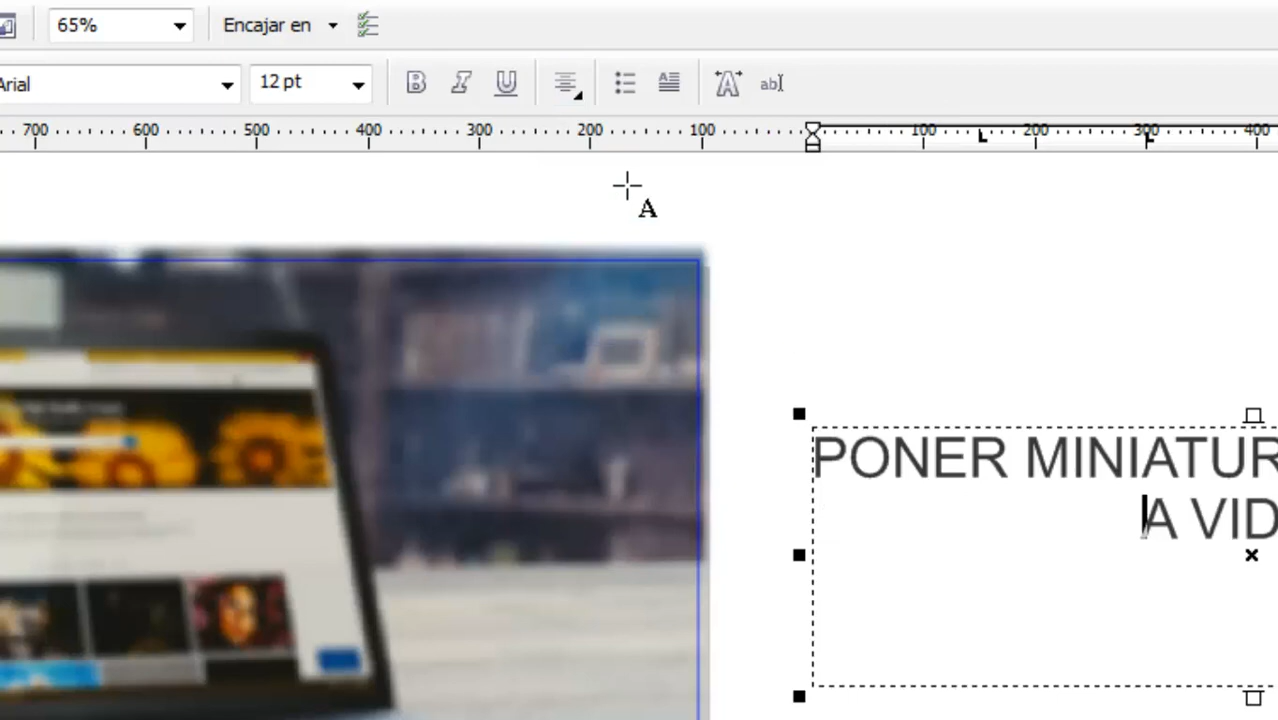 65% Encajar en
Arial 12 pt B I U A ab
700 600 500 400 300 200 100 100 200 300 400
A
PONER MINIATUR
A VID